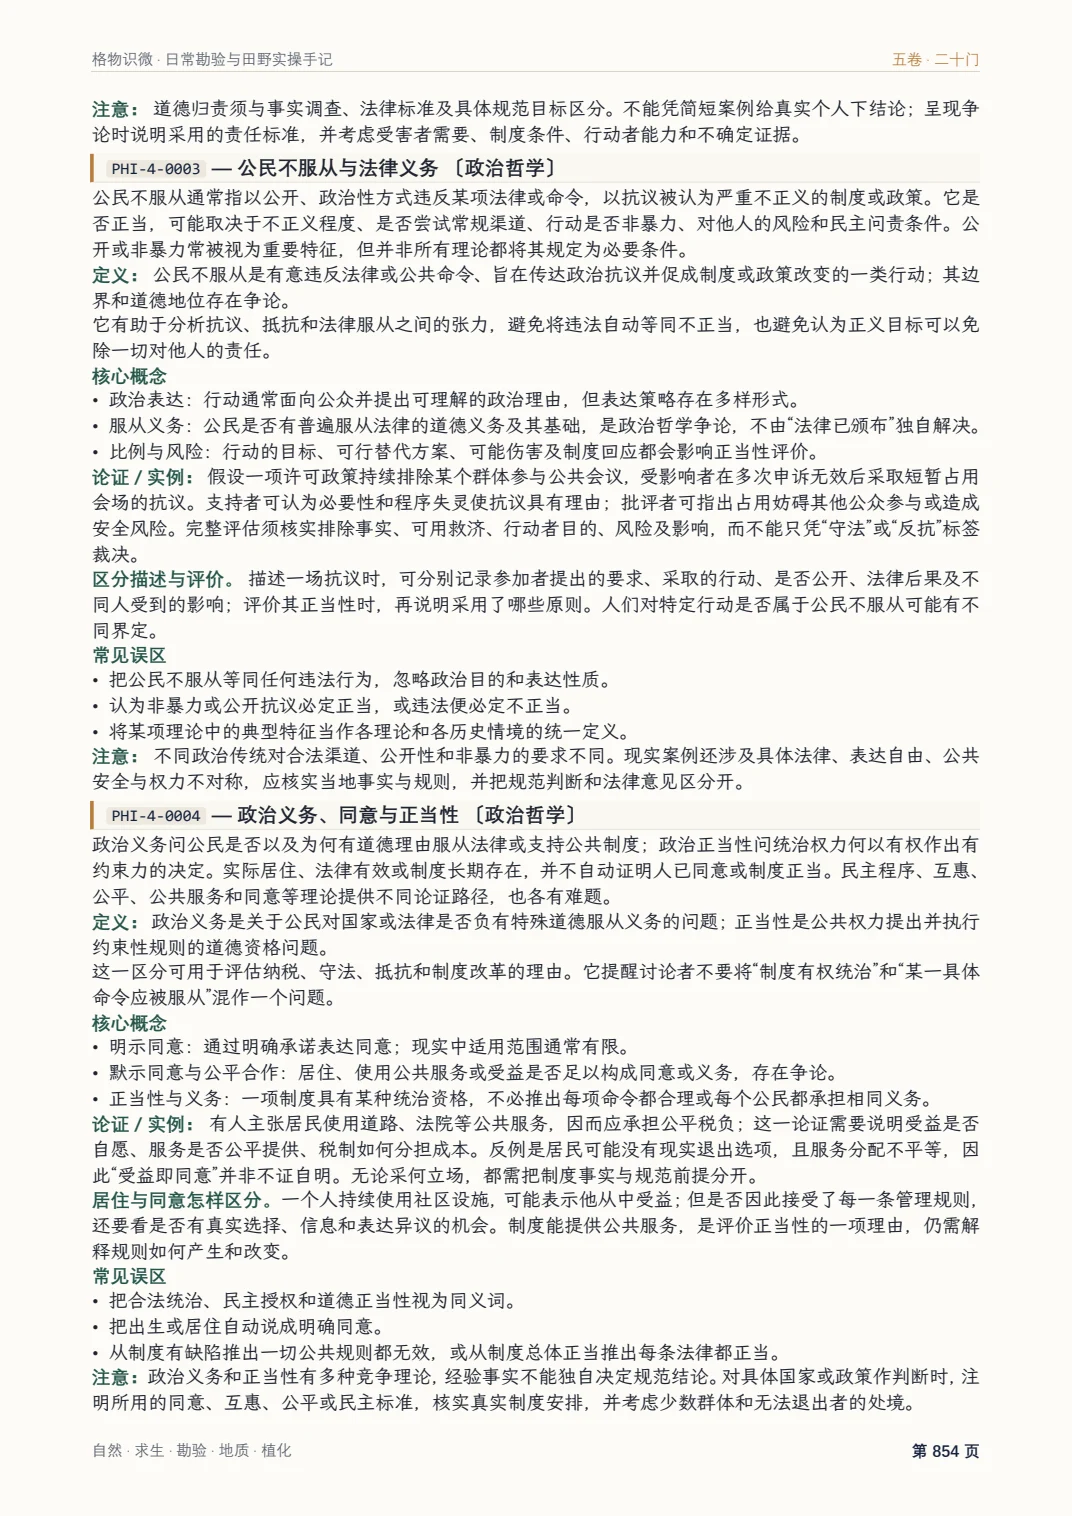 格物识微 · 日常勘验与田野实操手记
五卷 · 二十门
注意： 道德归责须与事实调查、法律标准及具体规范目标区分。不能凭简短案例给真实个人下结论；呈现争
论时说明采用的责任标准，并考虑受害者需要、制度条件、行动者能力和不确定证据。
PHI-4-0003 — 公民不服从与法律义务 〔政治哲学〕
公民不服从通常指以公开、政治性方式违反某项法律或命令，以抗议被认为严重不正义的制度或政策。它是
否正当，可能取决于不正义程度、是否尝试常规渠道、行动是否非暴力、对他人的风险和民主问责条件。公
开或非暴力常被视为重要特征，但并非所有理论都将其规定为必要条件。
定义： 公民不服从是有意违反法律或公共命令、旨在传达政治抗议并促成制度或政策改变的一类行动；其边
界和道德地位存在争论。
它有助于分析抗议、抵抗和法律服从之间的张力，避免将违法自动等同不正当，也避免认为正义目标可以免
除一切对他人的责任。
核心概念
• 政治表达：行动通常面向公众并提出可理解的政治理由，但表达策略存在多样形式。
• 服从义务：公民是否有普遍服从法律的道德义务及其基础，是政治哲学争论，不由“法律已颁布”独自解决。
• 比例与风险：行动的目标、可行替代方案、可能伤害及制度回应都会影响正当性评价。
论证 / 实例： 假设一项许可政策持续排除某个群体参与公共会议，受影响者在多次申诉无效后采取短暂占用
会场的抗议。支持者可认为必要性和程序失灵使抗议具有理由；批评者可指出占用妨碍其他公众参与或造成
安全风险。完整评估须核实排除事实、可用救济、行动者目的、风险及影响，而不能只凭“守法”或“反抗”标签
裁决。
区分描述与评价。 描述一场抗议时，可分别记录参加者提出的要求、采取的行动、是否公开、法律后果及不
同人受到的影响；评价其正当性时，再说明采用了哪些原则。人们对特定行动是否属于公民不服从可能有不
同界定。
常见误区
• 把公民不服从等同任何违法行为，忽略政治目的和表达性质。
• 认为非暴力或公开抗议必定正当，或违法便必定不正当。
• 将某项理论中的典型特征当作各理论和各历史情境的统一定义。
注意： 不同政治传统对合法渠道、公开性和非暴力的要求不同。现实案例还涉及具体法律、表达自由、公共
安全与权力不对称，应核实当地事实与规则，并把规范判断和法律意见区分开。
PHI-4-0004 — 政治义务、同意与正当性 〔政治哲学〕
政治义务问公民是否以及为何有道德理由服从法律或支持公共制度；政治正当性问统治权力何以有权作出有
约束力的决定。实际居住、法律有效或制度长期存在，并不自动证明人已同意或制度正当。民主程序、互惠、
公平、公共服务和同意等理论提供不同论证路径，也各有难题。
定义： 政治义务是关于公民对国家或法律是否负有特殊道德服从义务的问题；正当性是公共权力提出并执行
约束性规则的道德资格问题。
这一区分可用于评估纳税、守法、抵抗和制度改革的理由。它提醒讨论者不要将“制度有权统治”和“某一具体
命令应被服从”混作一个问题。
核心概念
• 明示同意：通过明确承诺表达同意；现实中适用范围通常有限。
• 默示同意与公平合作：居住、使用公共服务或受益是否足以构成同意或义务，存在争论。
• 正当性与义务：一项制度具有某种统治资格，不必推出每项命令都合理或每个公民都承担相同义务。
论证 / 实例： 有人主张居民使用道路、法院等公共服务，因而应承担公平税负；这一论证需要说明受益是否
自愿、服务是否公平提供、税制如何分担成本。反例是居民可能没有现实退出选项，且服务分配不平等，因
此“受益即同意”并非不证自明。无论采何立场，都需把制度事实与规范前提分开。
居住与同意怎样区分。一个人持续使用社区设施，可能表示他从中受益；但是否因此接受了每一条管理规则，
还要看是否有真实选择、信息和表达异议的机会。制度能提供公共服务，是评价正当性的一项理由，仍需解
释规则如何产生和改变。
常见误区
• 把合法统治、民主授权和道德正当性视为同义词。
• 把出生或居住自动说成明确同意。
• 从制度有缺陷推出一切公共规则都无效，或从制度总体正当推出每条法律都正当。
注意：政治义务和正当性有多种竞争理论，经验事实不能独自决定规范结论。对具体国家或政策作判断时，注
明所用的同意、互惠、公平或民主标准，核实真实制度安排，并考虑少数群体和无法退出者的处境。
自然 · 求生 · 勘验 · 地质 · 植化
第 854 页